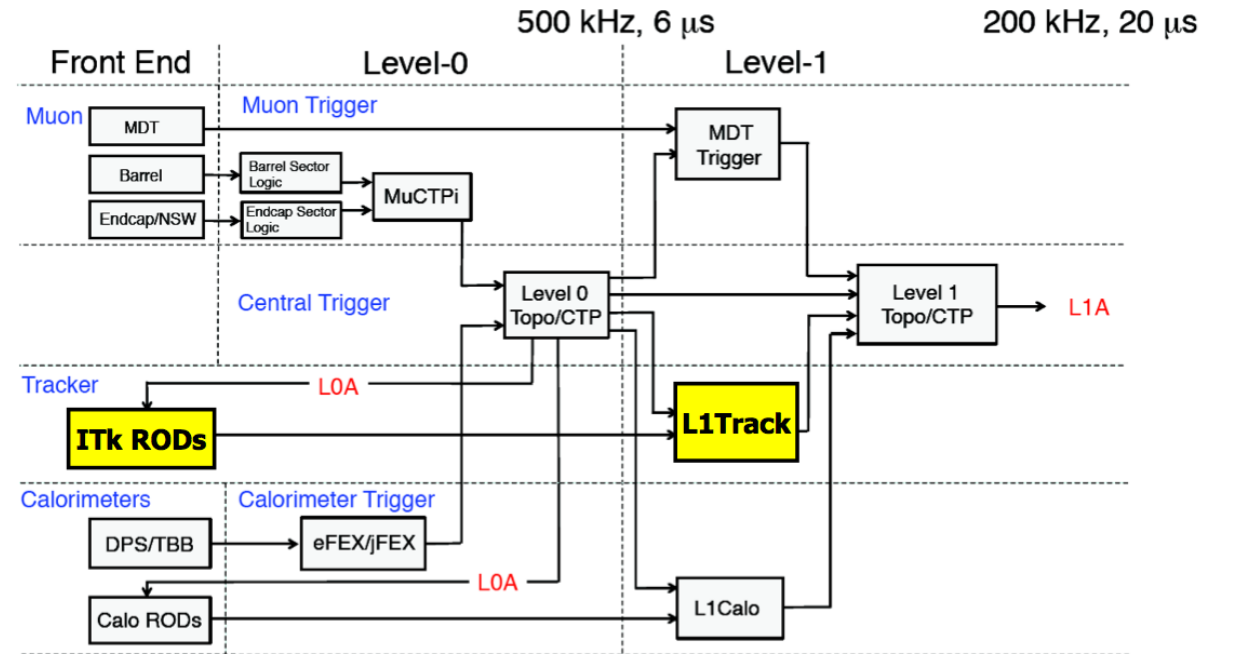 500 kHz, 6 μs
200 kHz, 20 μs
Front End
Level-0
Level-1
Muon
Muon Trigger
MDT
MDT
Trigger
Barrel
Barrel Sector
Logic
MuCTPi
Endcap/NSW
Endcap Sector
Logic
Central Trigger
Level 0
Topo/CTP
Level 1
Topo/CTP
L1A
Tracker
L0A
ITk RODs
L1Track
Calorimeters
Calorimeter Trigger
DPS/TBB
eFEX/jFEX
L0A
Calo RODs
L1Calo